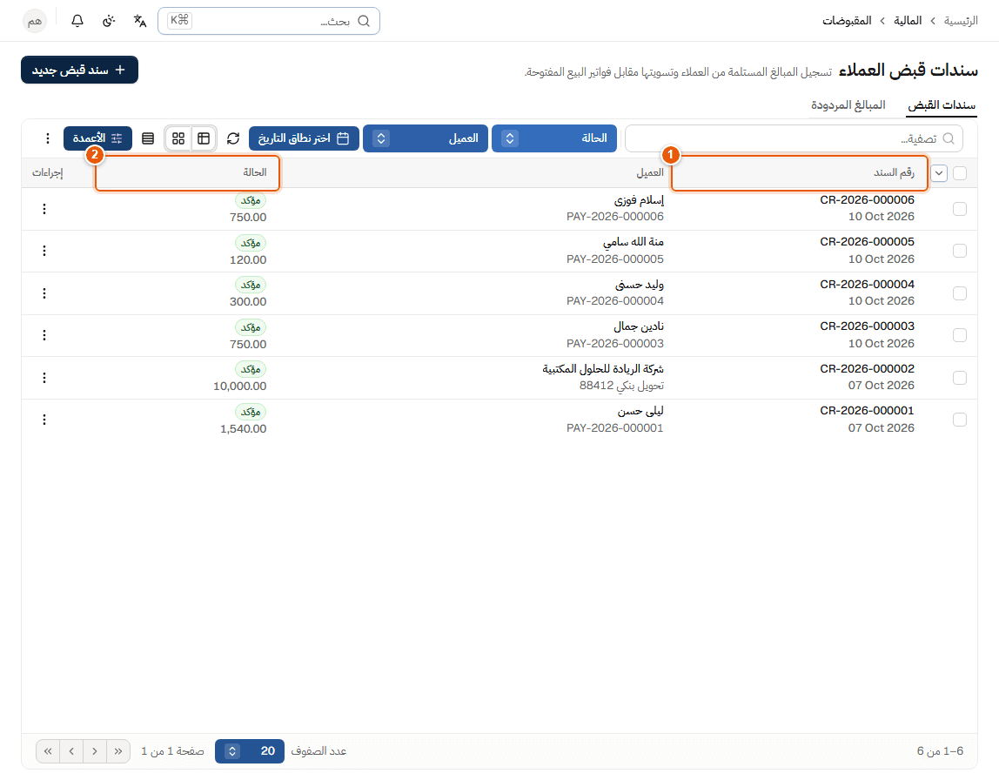 الرئيسية > المالية > المقبوضات
بحث...
⌘K
هم
سندات قبض العملاء
تسجيل المبالغ المستلمة من العملاء وتسويتها مقابل فواتير البيع المفتوحة.
+ سند قبض جديد
سندات القبض
المبالغ المردودة
تصفية...
الحالة
العميل
اختر نطاق التاريخ
الأعمدة
1
2
رقم السند
العميل
الحالة
إجراءات
CR-2026-000006
إسلام فوزى
مؤكد
10 Oct 2026
PAY-2026-000006
750.00
CR-2026-000005
منة الله سامي
مؤكد
10 Oct 2026
PAY-2026-000005
120.00
CR-2026-000004
وليد حسنى
مؤكد
10 Oct 2026
PAY-2026-000004
300.00
CR-2026-000003
نادين جمال
مؤكد
10 Oct 2026
PAY-2026-000003
750.00
CR-2026-000002
شركة الريادة للحلول المكتبية
مؤكد
07 Oct 2026
تحويل بنكي 88412
10,000.00
CR-2026-000001
ليلى حسن
مؤكد
07 Oct 2026
PAY-2026-000001
1,540.00
1–6 من 6
عدد الصفوف
20
صفحة 1 من 1